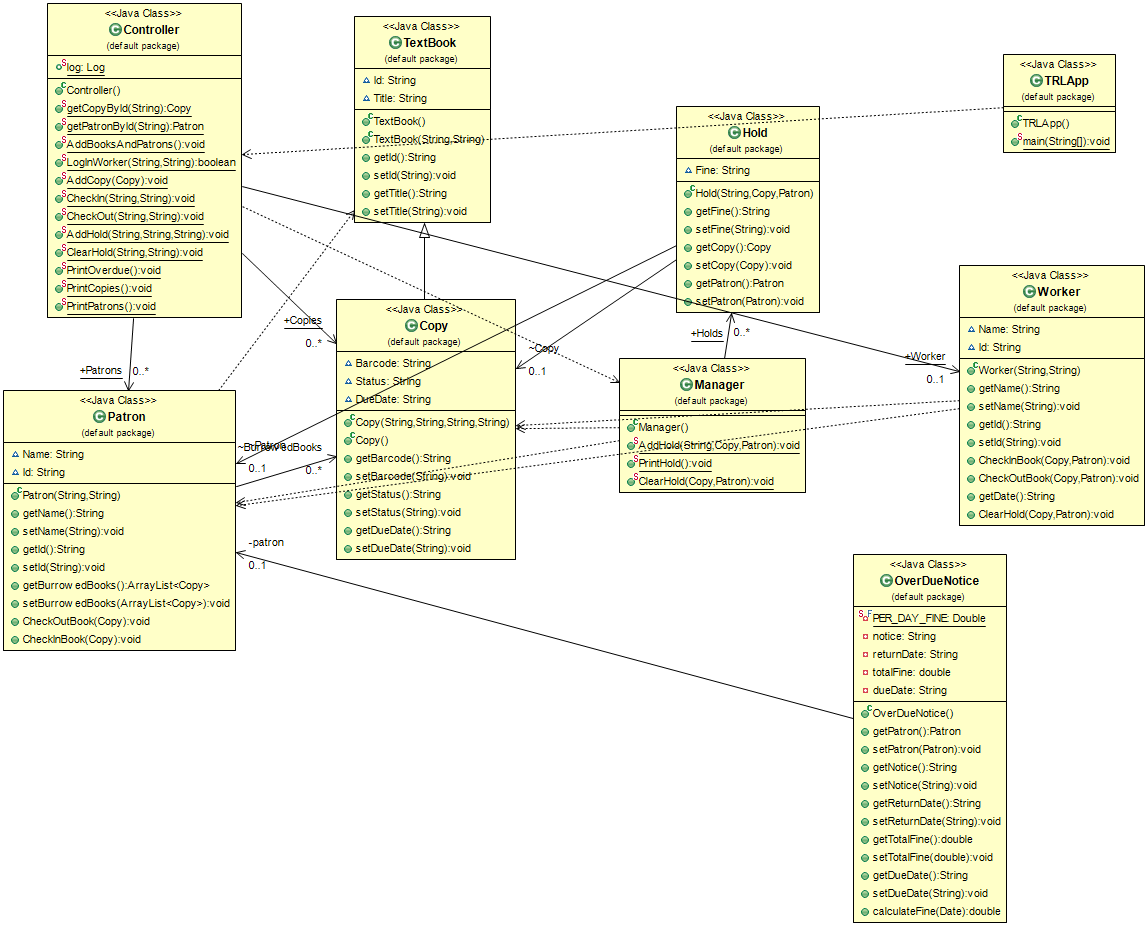 <<Java Class>>
Controller
(default package)
log: Log
Controller()
getCopyById(String):Copy
getPatronById(String):Patron
AddBooksAndPatrons():void
LogInWorker(String,String):boolean
AddCopy(Copy):void
CheckIn(String,String):void
CheckOut(String,String):void
AddHold(String,String,String):void
ClearHold(String,String):void
PrintOverdue():void
PrintCopies():void
PrintPatrons():void
<<Java Class>>
TextBook
(default package)
Id: String
Title: String
TextBook()
TextBook(String,String)
getId():String
setId(String):void
getTitle():String
setTitle(String):void
<<Java Class>>
Hold
(default package)
Fine: String
Hold(String,Copy,Patron)
getFine():String
setFine(String):void
getCopy():Copy
setCopy(Copy):void
getPatron():Patron
setPatron(Patron):void
<<Java Class>>
TRLApp
(default package)
TRLApp()
main(String[]):void
<<Java Class>>
Worker
(default package)
Name: String
Id: String
Worker(String,String)
getName():String
setName(String):void
getId():String
setId(String):void
CheckInBook(Copy,Patron):void
CheckOutBook(Copy,Patron):void
getDate():String
ClearHold(Copy,Patron):void
+Copies
0..*
+Patrons
0..*
~Copy
0..1
+Holds
0..*
+Worker
0..1
<<Java Class>>
Copy
(default package)
Barcode: String
Status: String
DueDate: String
Copy(String,String,String,String)
Copy()
getBarcode():String
setBarcode(String):void
getStatus():String
setStatus(String):void
getDueDate():String
setDueDate(String):void
<<Java Class>>
Manager
(default package)
Manager()
AddHold(String,Copy,Patron):void
PrintHold():void
ClearHold(Copy,Patron):void
<<Java Class>>
Patron
(default package)
Name: String
Id: String
Patron(String,String)
getName():String
setName(String):void
getId():String
setId(String):void
getBurrowedBooks():ArrayList<Copy>
setBurrowedBooks(ArrayList<Copy>):void
CheckOutBook(Copy):void
CheckInBook(Copy):void
~BurrowedBooks
0..*
~Patron
0..1
-patron
0..1
<<Java Class>>
OverDueNotice
(default package)
PER_DAY_FINE: Double
notice: String
returnDate: String
totalFine: double
dueDate: String
OverDueNotice()
getPatron():Patron
setPatron(Patron):void
getNotice():String
setNotice(String):void
getReturnDate():String
setReturnDate(String):void
getTotalFine():double
setTotalFine(double):void
getDueDate():String
setDueDate(String):void
calculateFine(Date):double